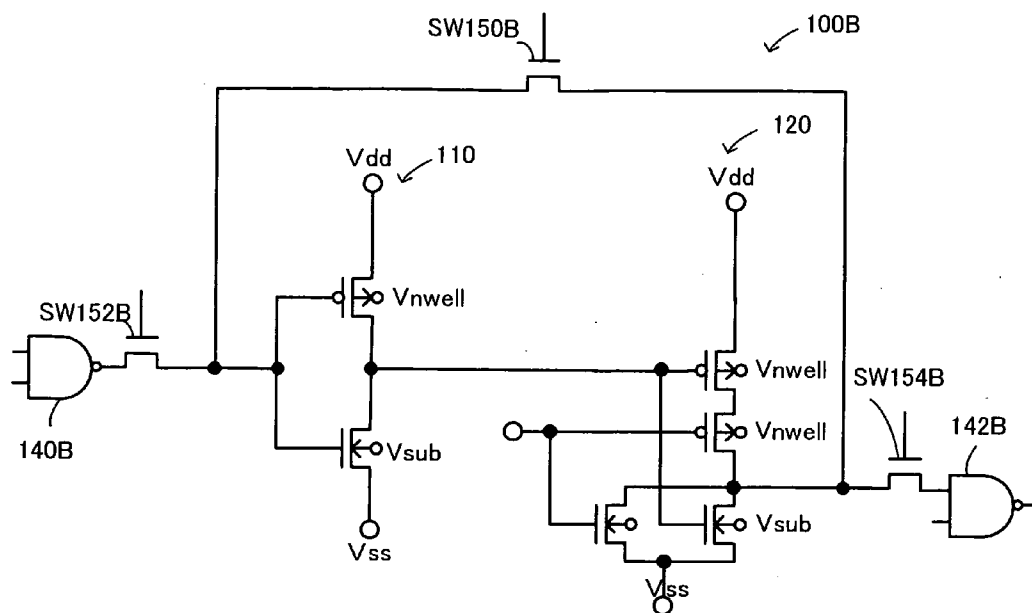 SW150B
100B
120
110
Vdd
Vdd
Vnwell
SW152B
Vnwell
SW154B
Vnwell
142B
140B
Vsub
Vsub
Vss
Vss